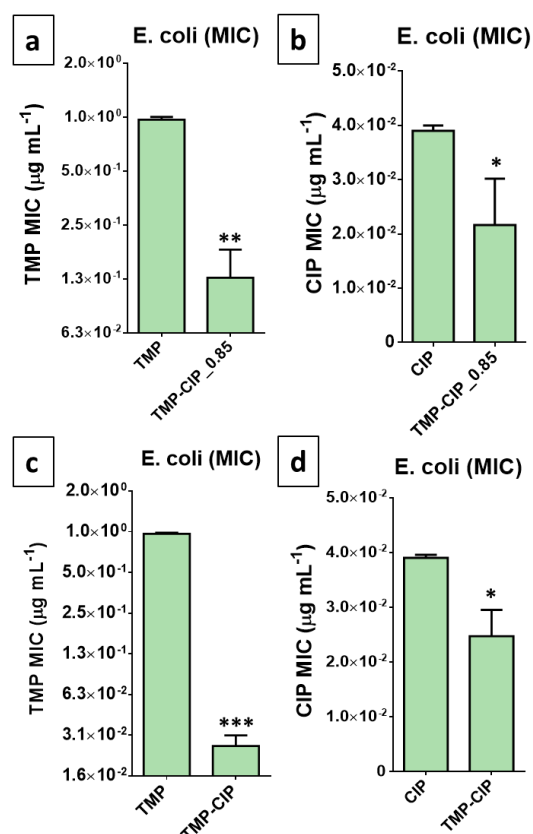 a
E. coli (MIC)
TMP MIC (μg mL⁻¹)
2.0×10⁰
1.0×10⁰
5.0×10⁻¹
2.5×10⁻¹
1.3×10⁻¹
6.3×10⁻²
**
TMP
TMP-CIP_0.85
b
E. coli (MIC)
CIP MIC (μg mL⁻¹)
5.0×10⁻²
4.0×10⁻²
3.0×10⁻²
2.0×10⁻²
1.0×10⁻²
0
*
CIP
TMP-CIP_0.85
c
E. coli (MIC)
TMP MIC (μg mL⁻¹)
2.0×10⁰
1.0×10⁰
5.0×10⁻¹
2.5×10⁻¹
1.3×10⁻¹
6.3×10⁻²
3.1×10⁻²
1.6×10⁻²
***
TMP
TMP-CIP
d
E. coli (MIC)
CIP MIC (μg mL⁻¹)
5.0×10⁻²
4.0×10⁻²
3.0×10⁻²
2.0×10⁻²
1.0×10⁻²
0
*
CIP
TMP-CIP